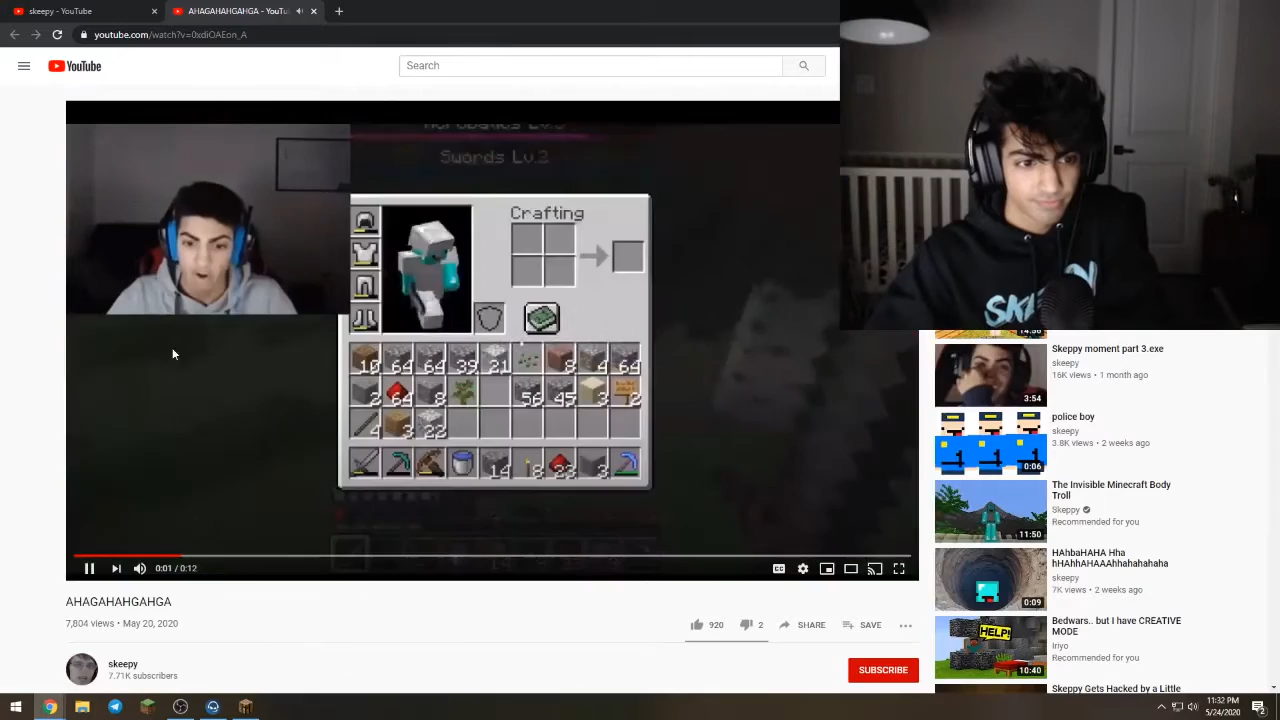 skeepy - YouTube
AHAGAHAHGAHGA - YouTu
youtube.com/watch?v=0xdiOAEon_A
YouTube
Search
Swords Lv.2
Crafting
10 64 64 39 21 8 4 64
2 64 8 56 45 3 12
4 3 23
14 8 23 3
0:01 / 0:12
CC
AHAGAHAHGAHGA
7,804 views • May 20, 2020
920
2
SHARE
SAVE
skeepy
7.71K subscribers
SUBSCRIBE
14:56
Skeppy moment part 3.exe
skeepy
16K views • 1 month ago
3:54
police boy
skeepy
3.8K views • 2 weeks ago
0:06
The Invisible Minecraft Body
Troll
Skeppy
Recommended for you
11:50
HAhbaHAHA Hha
hHAhhAHAAAhhahahahaha
skeepy
7K views • 2 weeks ago
0:09
Bedwars.. but I have CREATIVE
MODE
Iriyo
Recommended for you
HELP!
10:40
Skeppy Gets Hacked by a Little
11:32 PM
5/24/2020
2